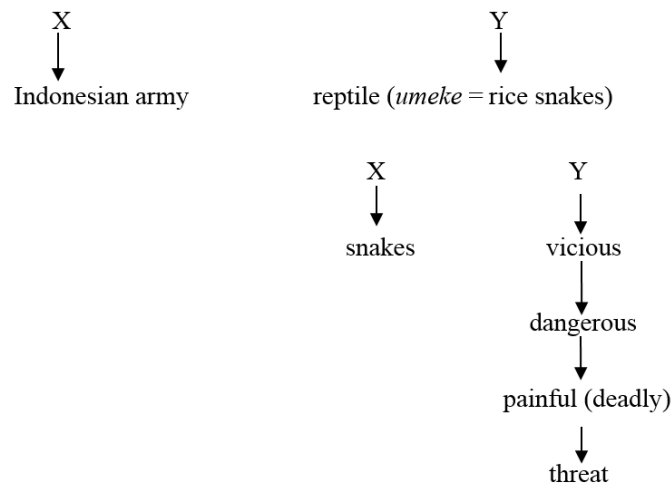 X Y
Indonesian army reptile (umeke = rice snakes)
X Y
snakes vicious
dangerous
painful (deadly)
threat